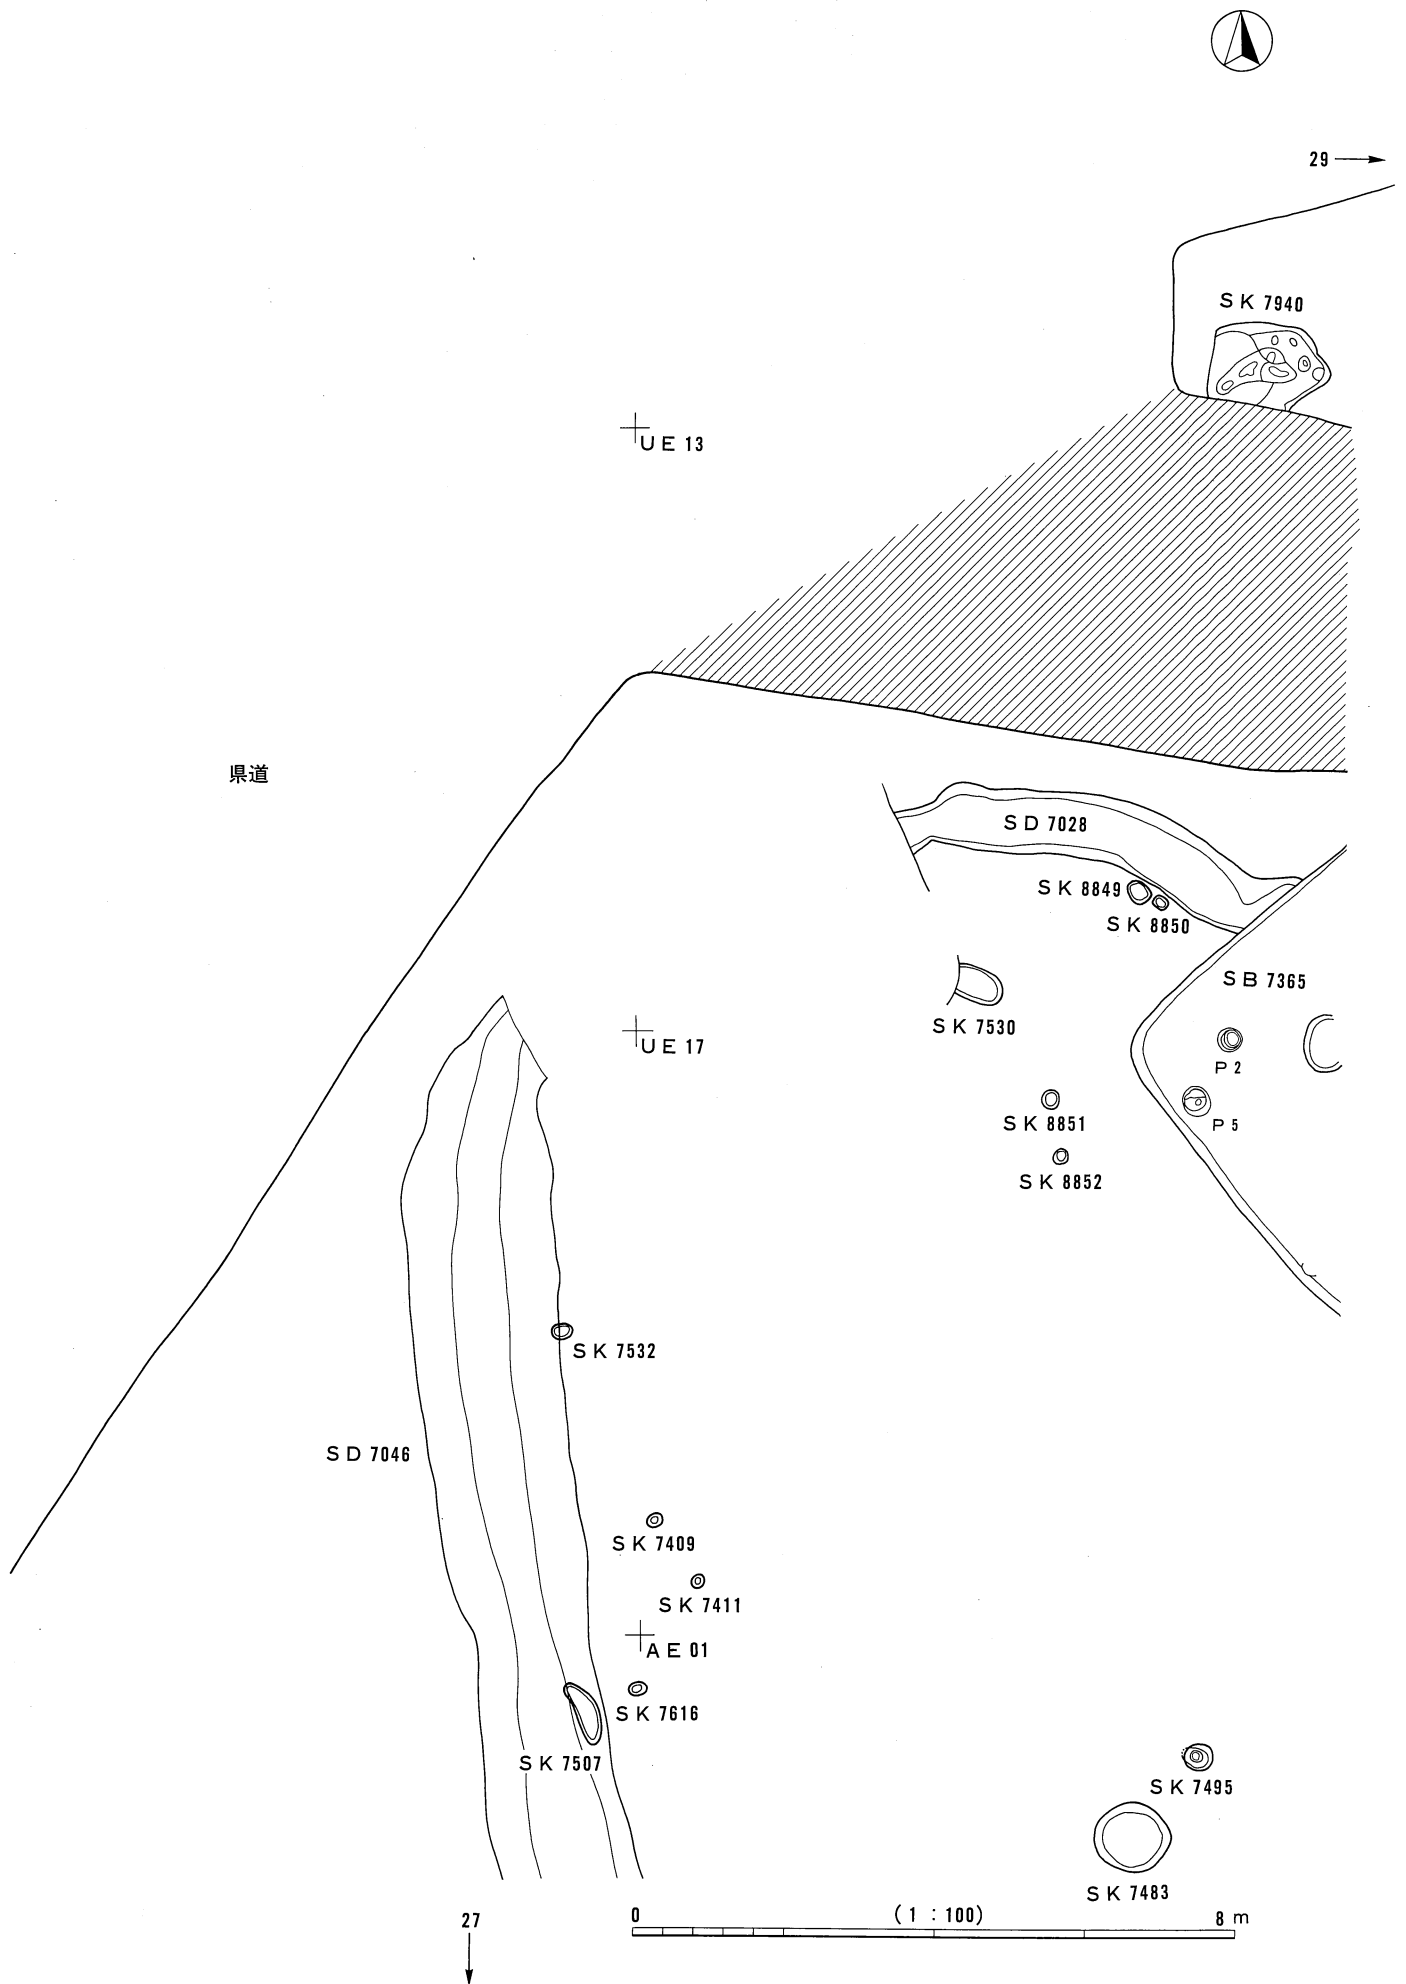 29
SK 7940
UE 13
県道
SD 7028
SK 8849
SK 8850
SB 7365
SK 7530
UE 17
P 2
SK 8851
P 5
SK 8852
SK 7532
SD 7046
SK 7409
SK 7411
AE 01
SK 7616
SK 7507
SK 7495
SK 7483
27
0 (1 : 100) 8 m